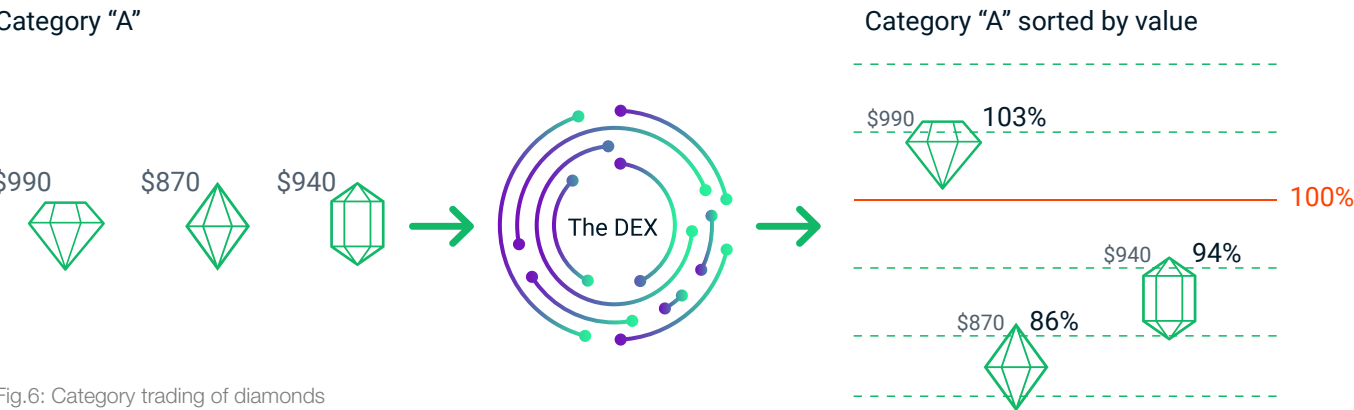 Category “A”
Category “A” sorted by value
$990
$870
$940
The DEX
$990 103%
100%
$940 94%
$870 86%
Fig.6: Category trading of diamonds